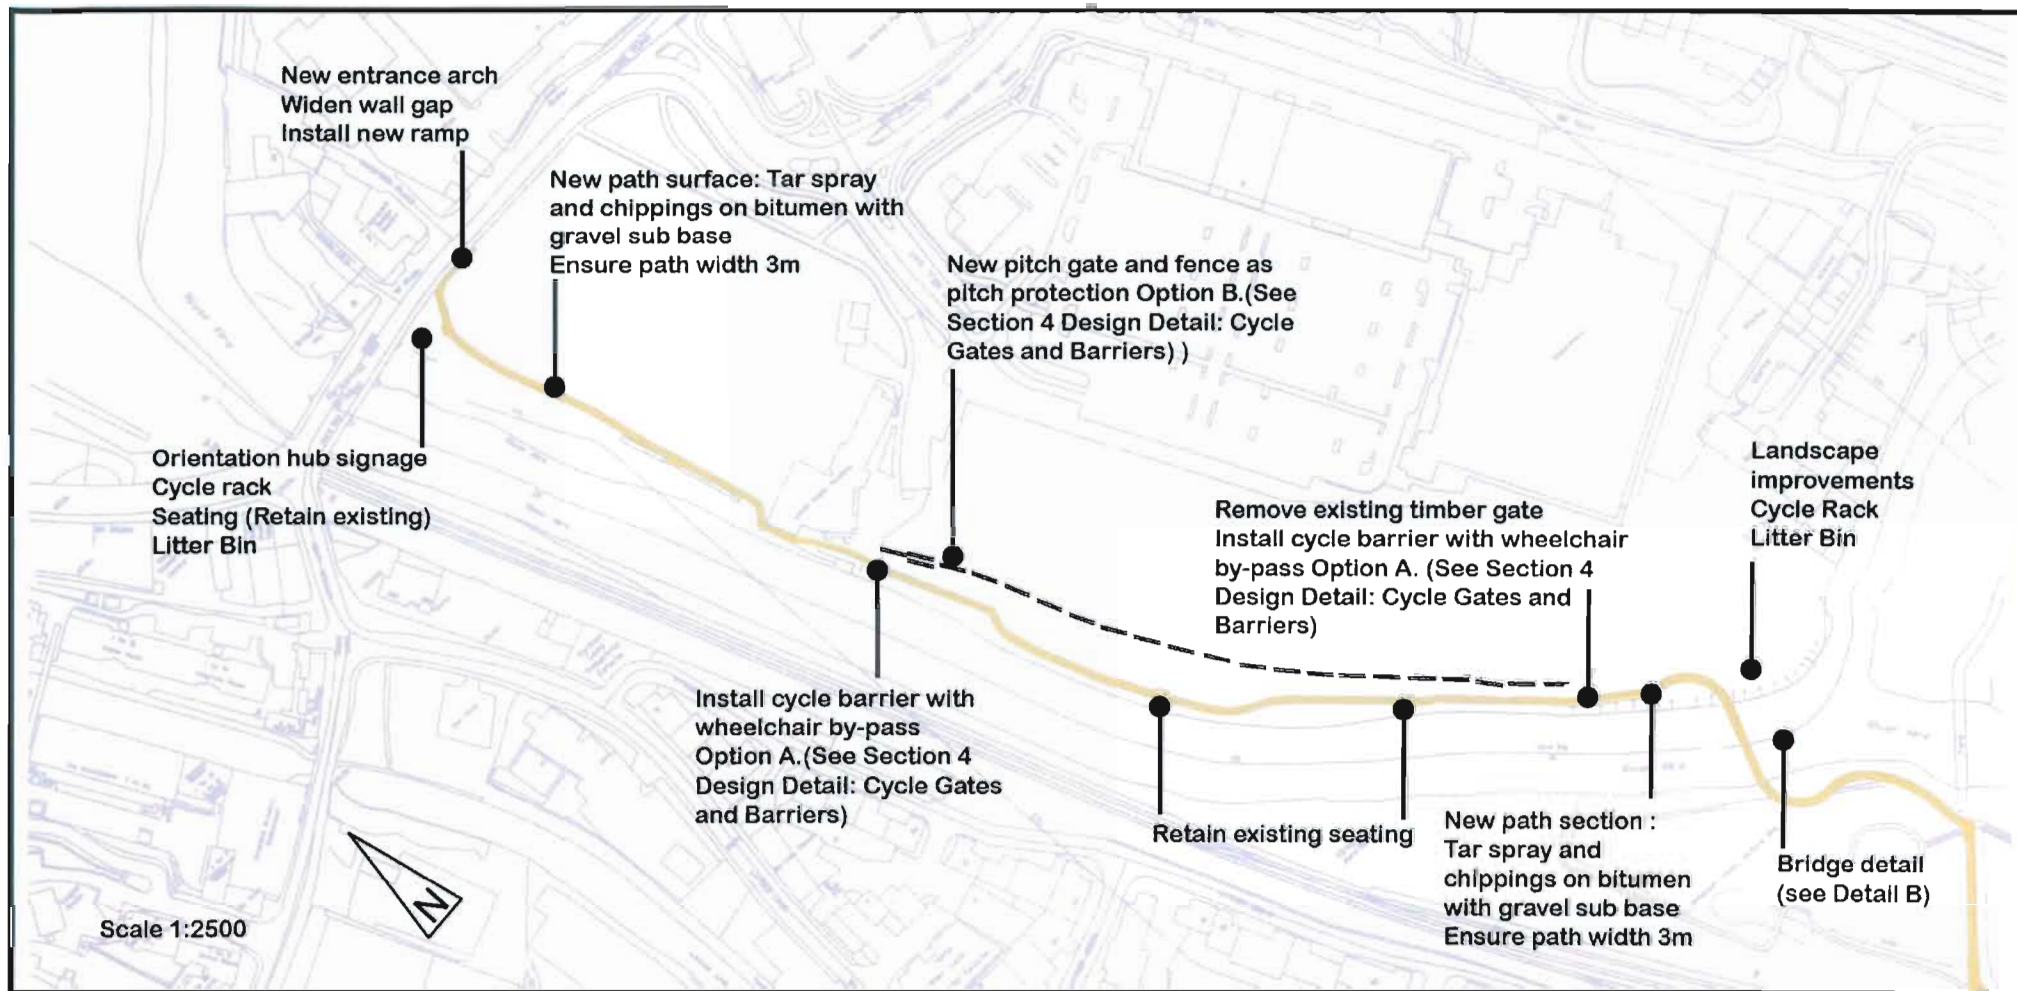 New entrance arch
Widen wall gap
Install new ramp
New path surface: Tar spray
and chippings on bitumen with
gravel sub base
Ensure path width 3m
New pitch gate and fence as
pitch protection Option B.(See
Section 4 Design Detail: Cycle
Gates and Barriers) )
Orientation hub signage
Cycle rack
Seating (Retain existing)
Litter Bin
Remove existing timber gate
Install cycle barrier with wheelchair
by-pass Option A. (See Section 4
Design Detail: Cycle Gates and
Barriers)
Landscape
improvements
Cycle Rack
Litter Bin
Install cycle barrier with
wheelchair by-pass
Option A.(See Section 4
Design Detail: Cycle Gates
and Barriers)
Retain existing seating
New path section :
Tar spray and
chippings on bitumen
with gravel sub base
Ensure path width 3m
Bridge detail
(see Detail B)
N
Scale 1:2500